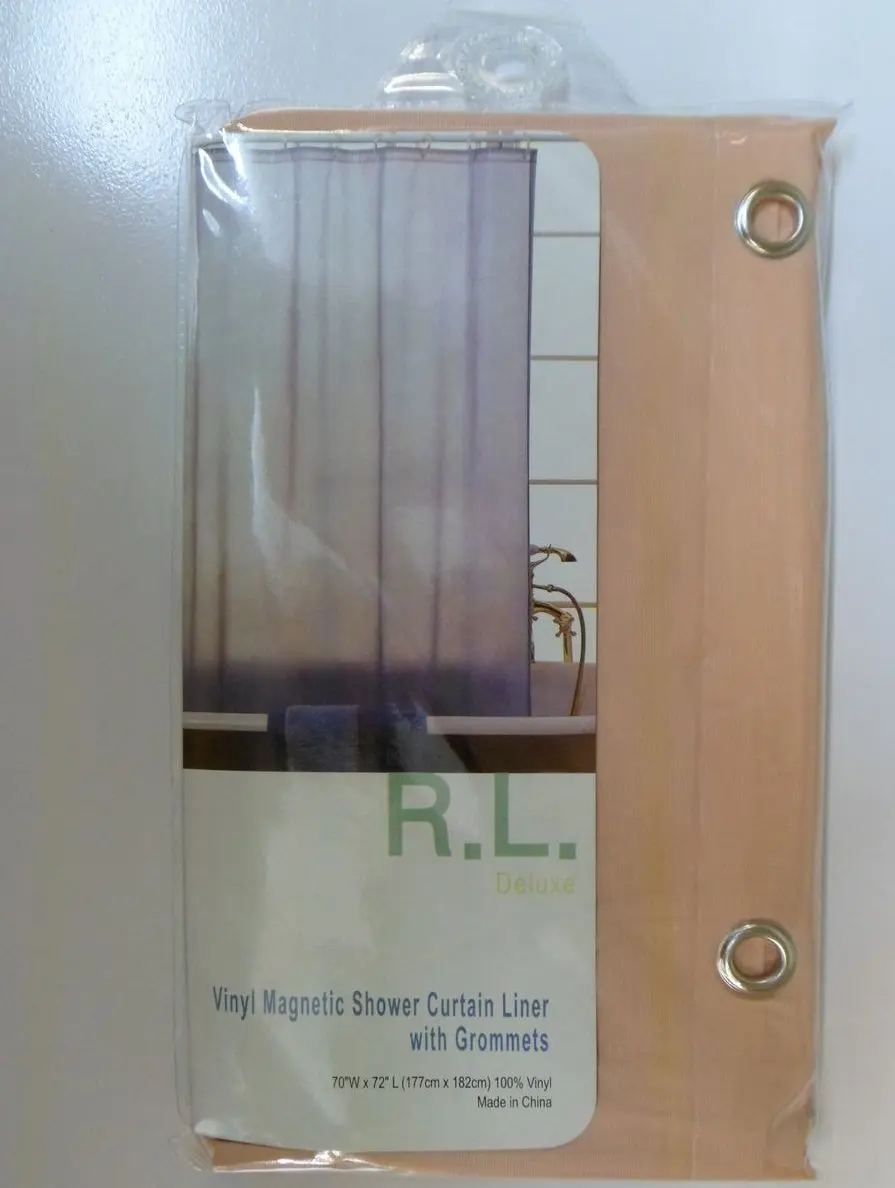 R.L.
Deluxe
Vinyl Magnetic Shower Curtain Liner
with Grommets
70"W x 72" L (177cm x 182cm) 100% Vinyl
Made in China